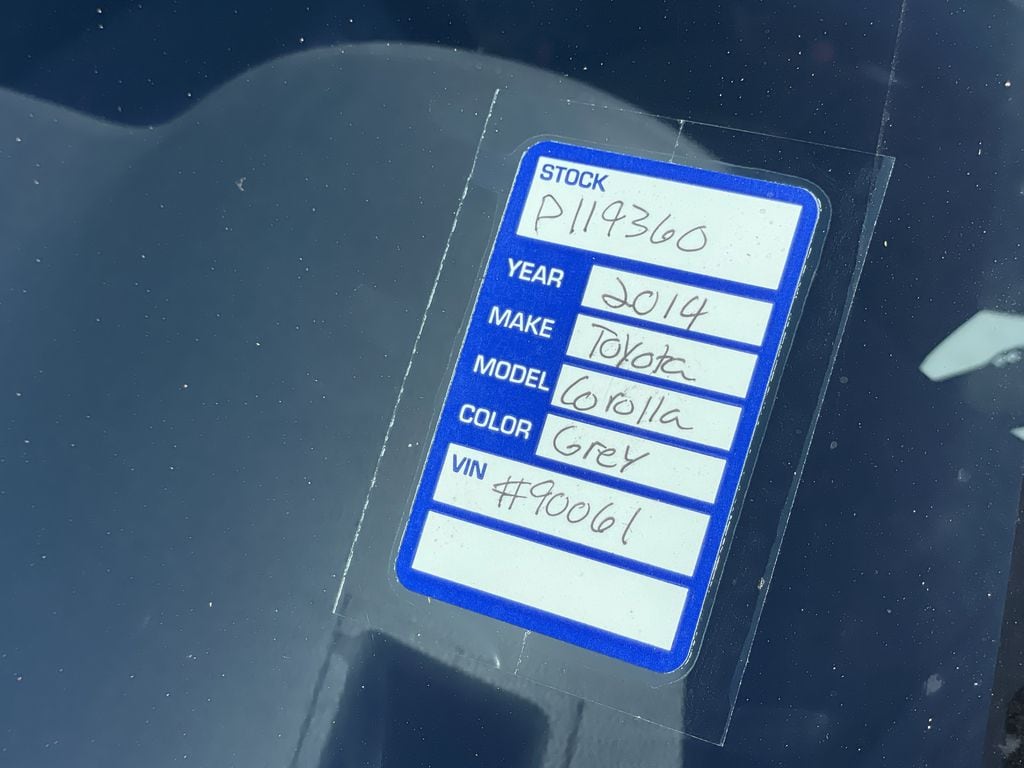 STOCK
P119360
YEAR 2014
MAKE Toyota
MODEL Corolla
COLOR Grey
VIN #90061